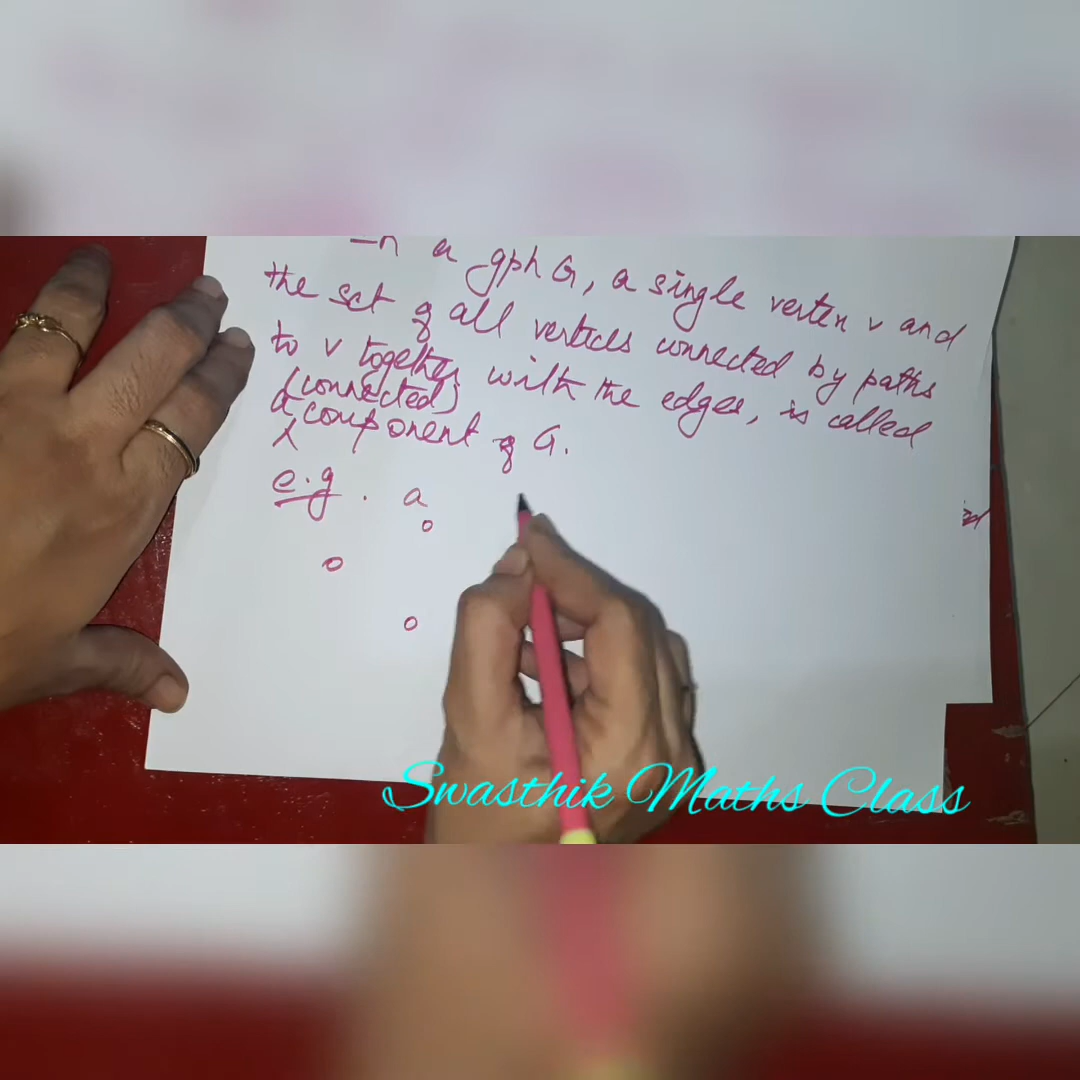 In a gph G, a single vertex v and
the set of all vertices connected by paths
to v together with the edges, is called
(connected)
a component of G.
e.g. a
Swasthik Maths Class